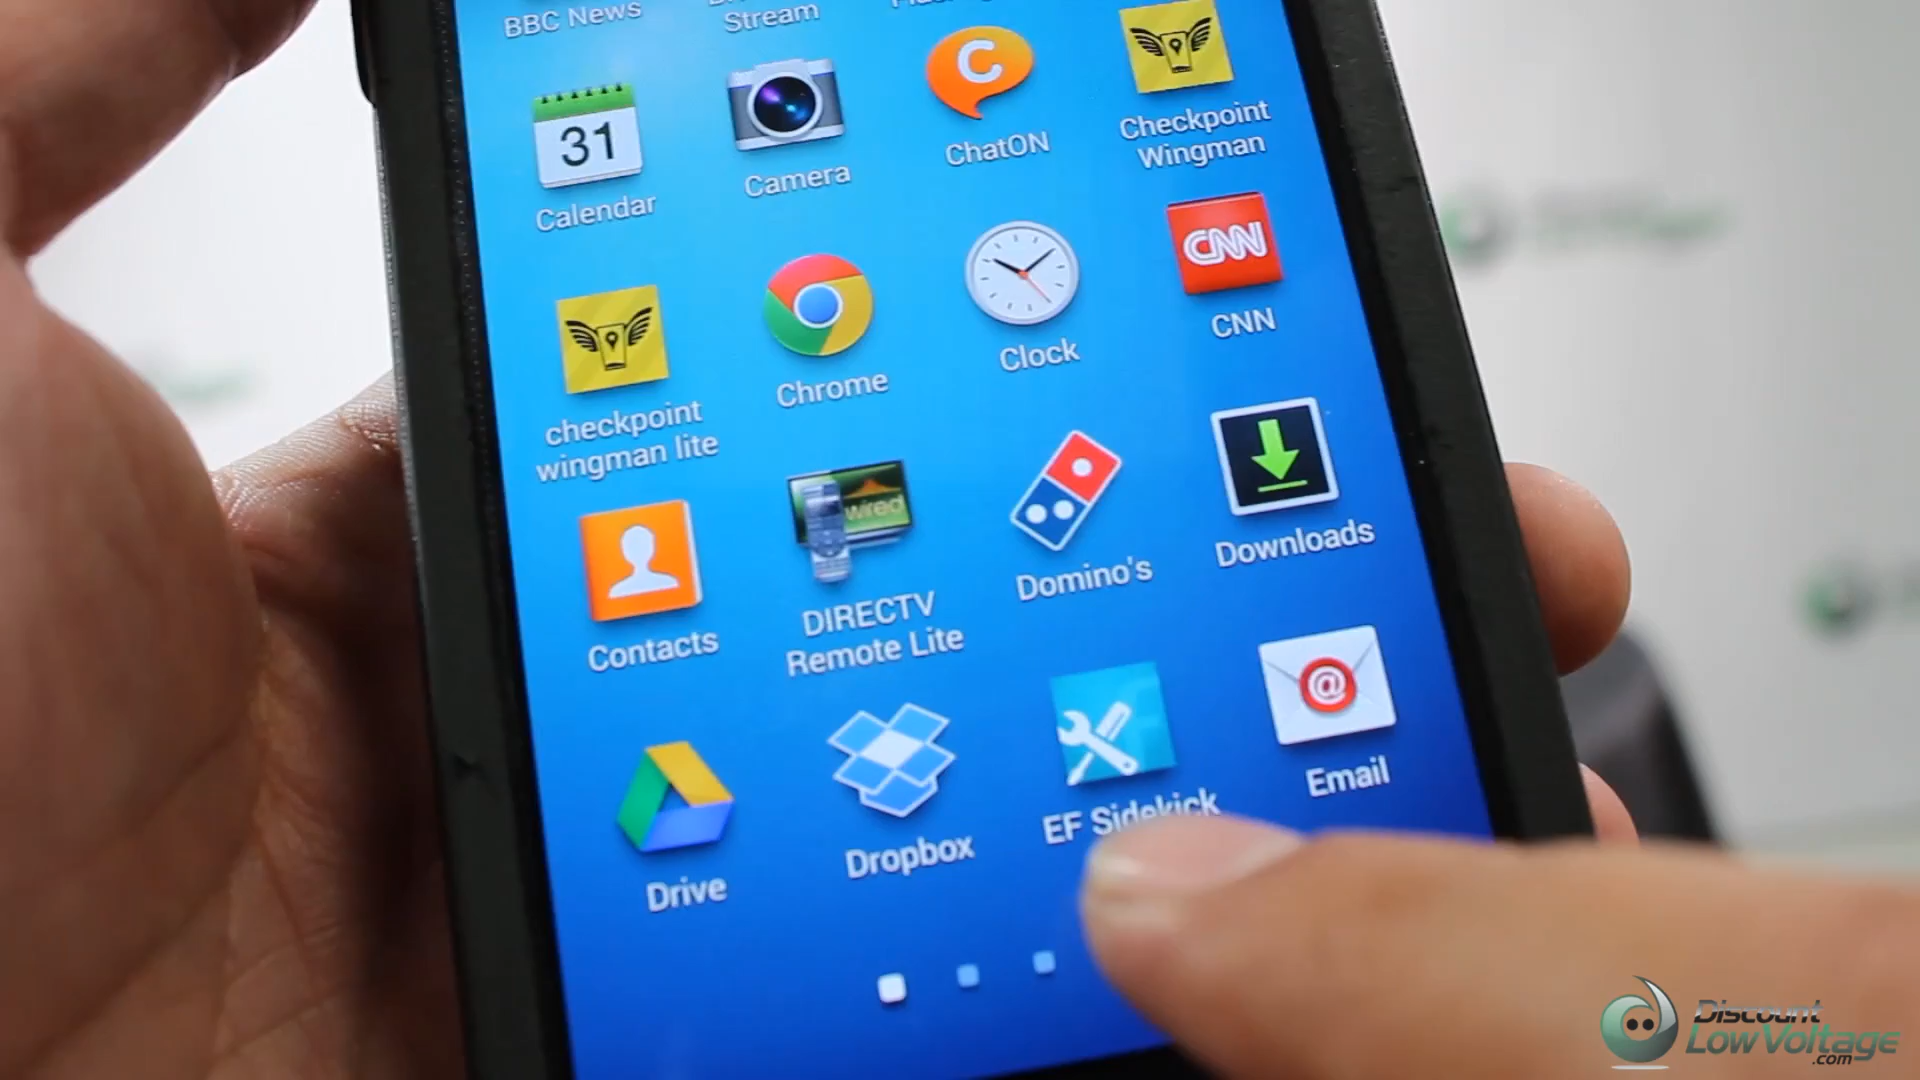 BBC News
Stream
Calendar
31
Camera
C
ChatON
Checkpoint
Wingman
checkpoint
wingman lite
Chrome
Clock
CNN
CNN
Contacts
wired
DIRECTV
Remote Lite
Domino's
Downloads
Drive
Dropbox
EF Sidekick
@
Email
Discount
LowVoltage
.com